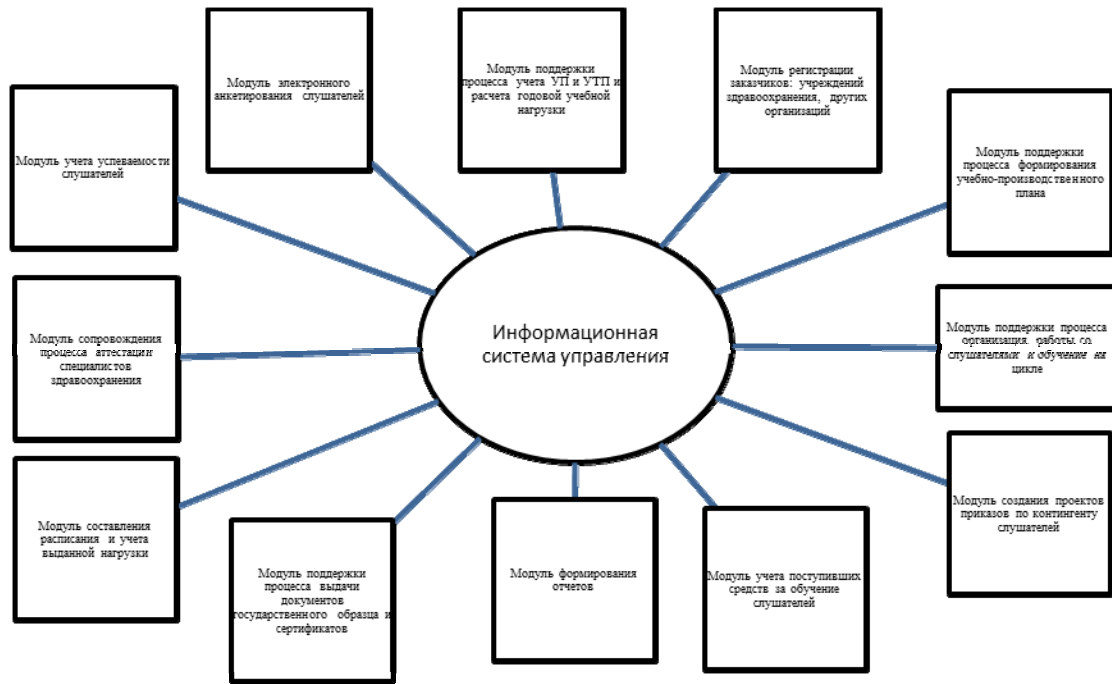 Модуль электронного
анкетирования слушателей
Модуль поддержки
процесса учета УП и УТП и
расчета годовой учебной
нагрузки
Модуль регистрации
заказчиков: учреждений
здравоохранения, других
организаций
Модуль учета успеваемости
слушателей
Модуль поддержки
процесса формирования
учебно-производственного
плана
Информационная
система управления
Модуль сопровождения
процесса аттестации
специалистов
здравоохранения
Модуль поддержки процесса
организация работы со
слушателями и обучение на
цикле
Модуль составления
расписания и учета
выданной нагрузки
Модуль создания проектов
приказов по контингенту
слушателей
Модуль поддержки
процесса выдачи
документов
государственного образца и
сертификатов
Модуль формирования
отчетов
Модуль учета поступивших
средств за обучение
слушателей